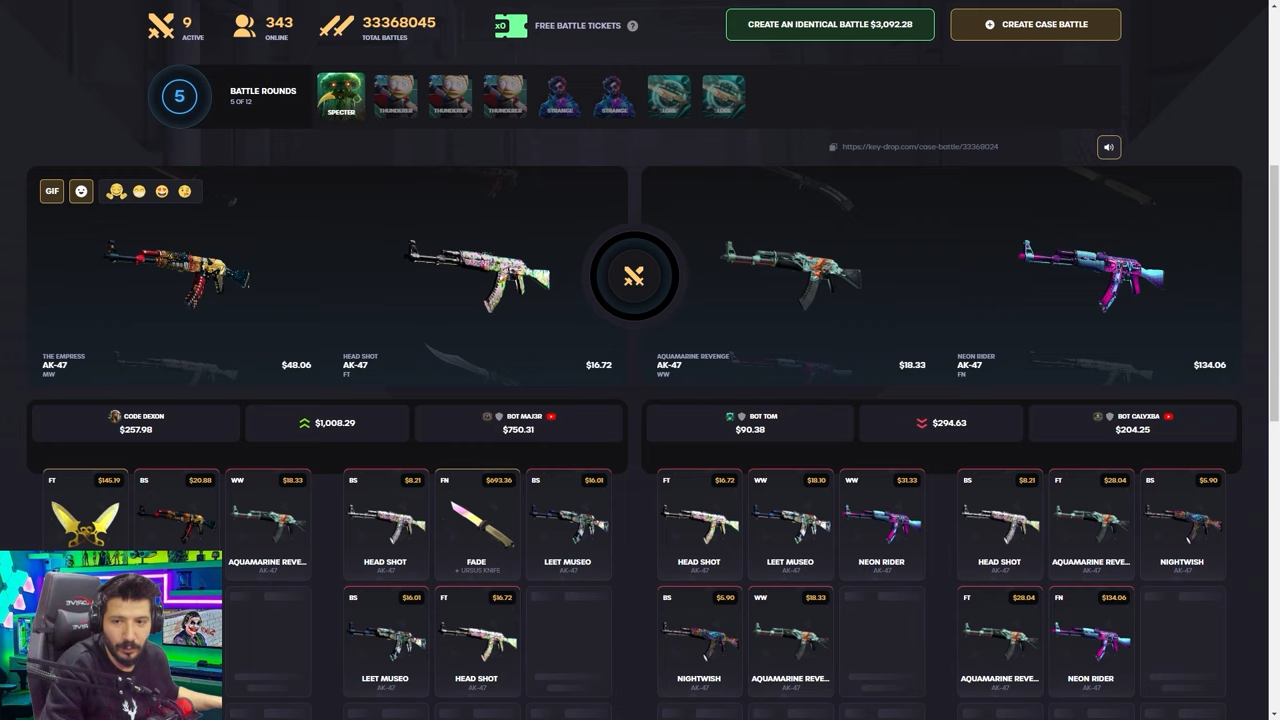 9
ACTIVE
343
ONLINE
33368045
TOTAL BATTLES
x0
FREE BATTLE TICKETS
?
CREATE AN IDENTICAL BATTLE $3,092.28
CREATE CASE BATTLE
5
BATTLE ROUNDS
5 OF 12
SPECTER
THUNDERER
THUNDERER
THUNDERER
STRANGE
STRANGE
https://key-drop.com/case-battle/33368024
GIF
THE EMPRESS
AK-47
MW
$48.06
HEAD SHOT
AK-47
FT
$16.72
AQUAMARINE REVENGE
AK-47
WW
$18.33
NEON RIDER
AK-47
FN
$134.06
CODE DEXON
$257.98
$1,008.29
BOT MAJ3R
$750.31
BOT TOM
$90.38
$294.63
BOT CALYXBA
$204.25
FT $145.19
BS $20.88
WW $18.33
AQUAMARINE REVE...
AK-47
BS $8.21
HEAD SHOT
AK-47
FN $693.36
FADE
★ URSUS KNIFE
BS $16.01
LEET MUSEO
AK-47
FT $16.72
HEAD SHOT
AK-47
WW $18.10
LEET MUSEO
AK-47
WW $31.33
NEON RIDER
AK-47
BS $8.21
HEAD SHOT
AK-47
FT $28.04
AQUAMARINE REVE...
AK-47
BS $5.90
NIGHTWISH
AK-47
BS $16.01
LEET MUSEO
AK-47
FT $16.72
HEAD SHOT
AK-47
BS $5.90
NIGHTWISH
AK-47
WW $18.33
AQUAMARINE REVE...
AK-47
FT $28.04
AQUAMARINE REVE...
AK-47
FN $134.06
NEON RIDER
AK-47